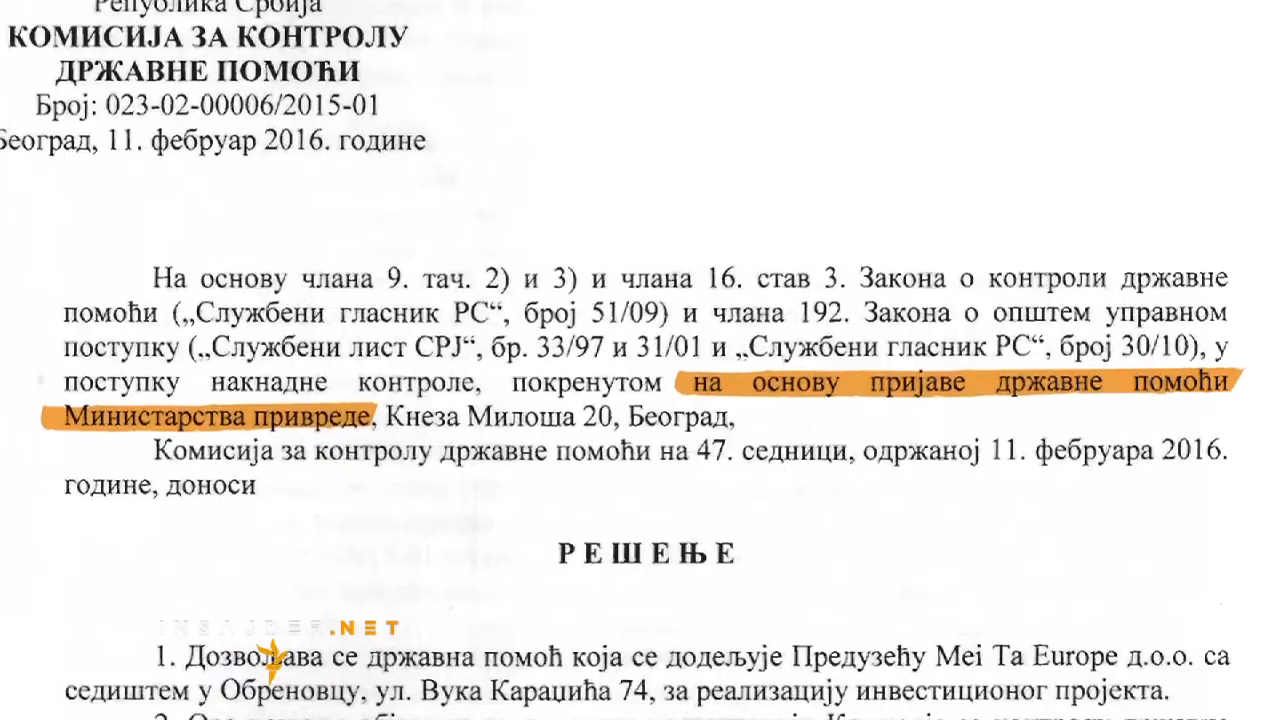 Република Србија
КОМИСИЈА ЗА КОНТРОЛУ
ДРЖАВНЕ ПОМОЋИ
Број: 023-02-00006/2015-01
Београд, 11. фебруар 2016. године
На основу члана 9. тач. 2) и 3) и члана 16. став 3. Закона о контроли државне
помоћи („Службени гласник РС“, број 51/09) и члана 192. Закона о општем управном
поступку („Службени лист СРЈ“, бр. 33/97 и 31/01 и „Службени гласник РС“, број 30/10), у
поступку накнадне контроле, покренутом на основу пријаве државне помоћи
Министарства привреде, Кнеза Милоша 20, Београд,
Комисија за контролу државне помоћи на 47. седници, одржаној 11. фебруара 2016.
године, доноси
Р Е Ш Е Њ Е
INSAJDER.NET
1. Дозвољава се државна помоћ која се додељује Предузећу Mei Ta Europe д.о.о. са
седиштем у Обреновцу, ул. Вука Караџића 74, за реализацију инвестиционог пројекта.